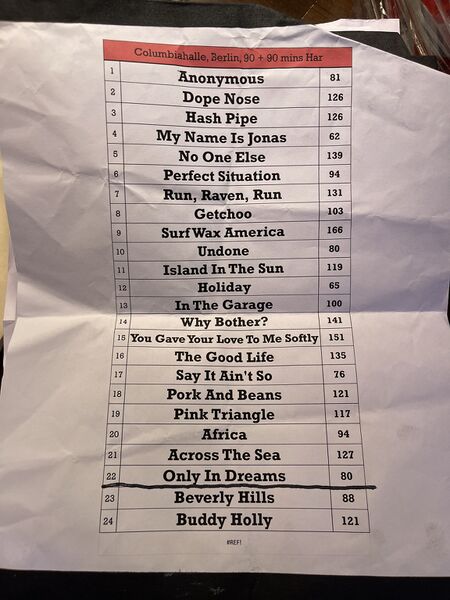 Columbiahalle, Berlin, 90 + 90 mins Har
1 Anonymous 81
2 Dope Nose 126
3 Hash Pipe 126
4 My Name Is Jonas 62
5 No One Else 139
6 Perfect Situation 94
7 Run, Raven, Run 131
8 Getchoo 103
9 Surf Wax America 166
10 Undone 80
11 Island In The Sun 119
12 Holiday 65
13 In The Garage 100
14 Why Bother? 141
15 You Gave Your Love To Me Softly 151
16 The Good Life 135
17 Say It Ain't So 76
18 Pork And Beans 121
19 Pink Triangle 117
20 Africa 94
21 Across The Sea 127
22 Only In Dreams 80
23 Beverly Hills 88
24 Buddy Holly 121
#REF!